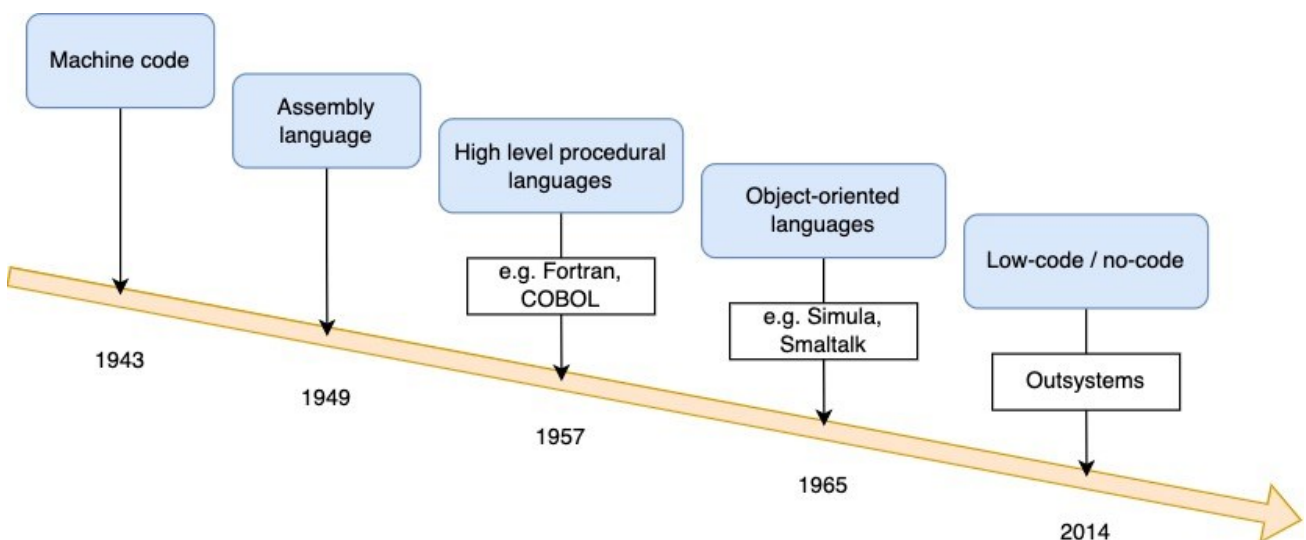 Machine code
Assembly
language
High level procedural
languages
Object-oriented
languages
Low-code / no-code
e.g. Fortran,
COBOL
e.g. Simula,
Smaltalk
Outsystems
1943
1949
1957
1965
2014